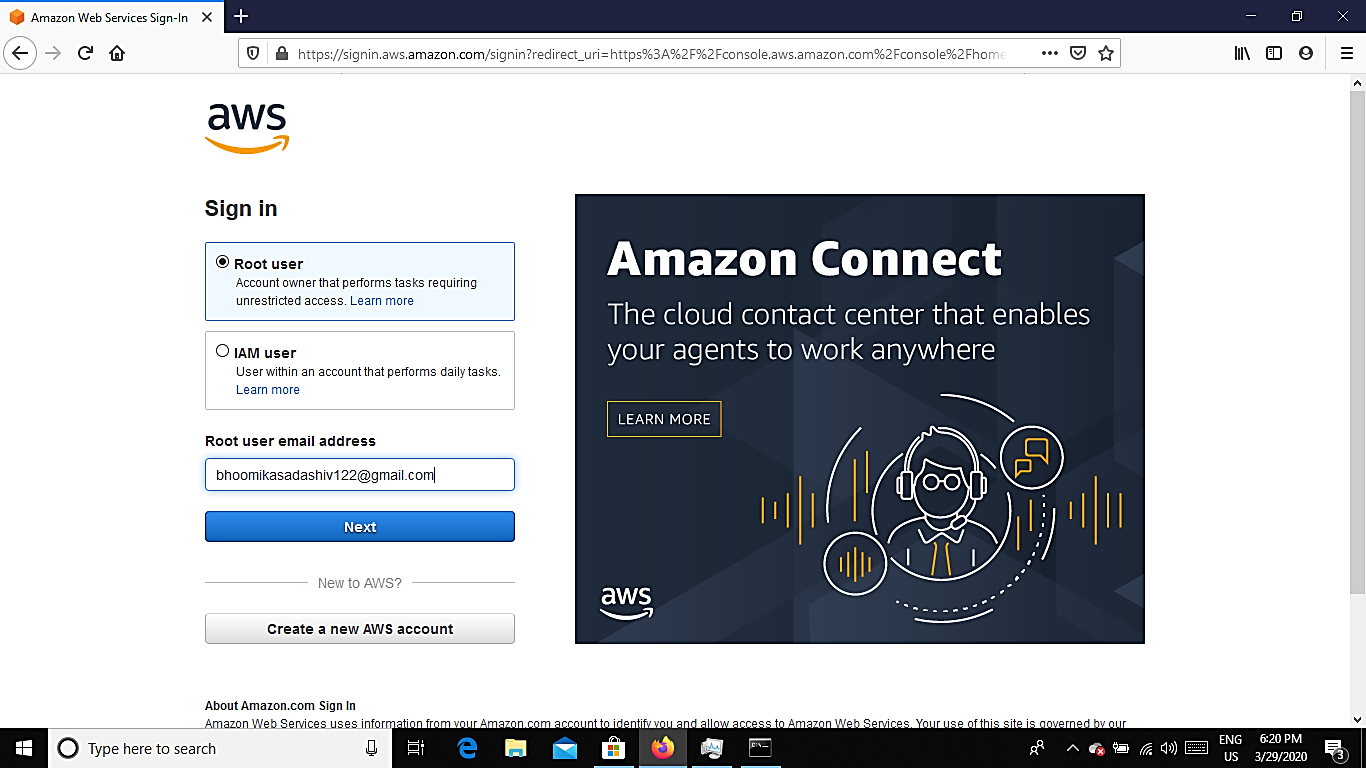 Amazon Web Services Sign-In
https://signin.aws.amazon.com/signin?redirect_uri=https%3A%2F%2Fconsole.aws.amazon.com%2Fconsole%2Fhome
aws
Sign in
Root user
Account owner that performs tasks requiring
unrestricted access. Learn more
IAM user
User within an account that performs daily tasks.
Learn more
Root user email address
bhoomikasadashiv122@gmail.com
Next
New to AWS?
Create a new AWS account
Amazon Connect
The cloud contact center that enables
your agents to work anywhere
LEARN MORE
aws
About Amazon.com Sign In
Amazon Web Services uses information from your Amazon.com account to identify you and allow access to Amazon Web Services. Your use of this site is governed by our
Type here to search
ENG
US
6:20 PM
3/29/2020
3